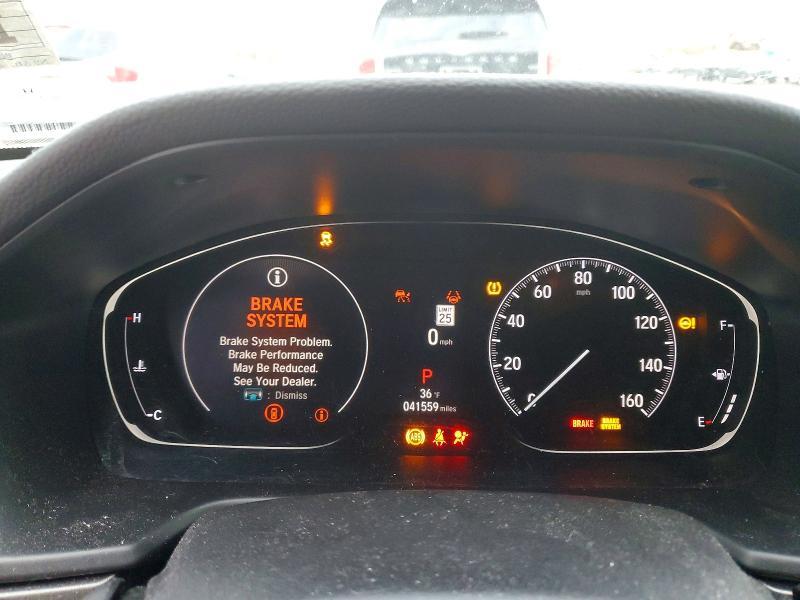 BRAKE
SYSTEM
Brake System Problem.
Brake Performance
May Be Reduced.
See Your Dealer.
: Dismiss
H
C
LIMIT
25
0 mph
P
36 °F
041559 miles
ABS
0
20
40
60
80
100
120
140
160
mph
BRAKE
BRAKE
SYSTEM
F
E